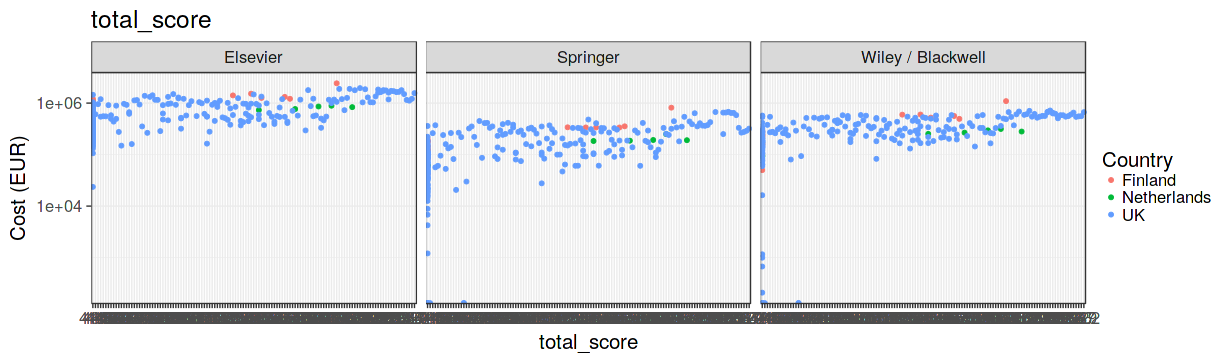 total_score
Elsevier
Springer
Wiley / Blackwell
1e+06
1e+04
Cost (EUR)
total_score
Country
Finland
Netherlands
UK